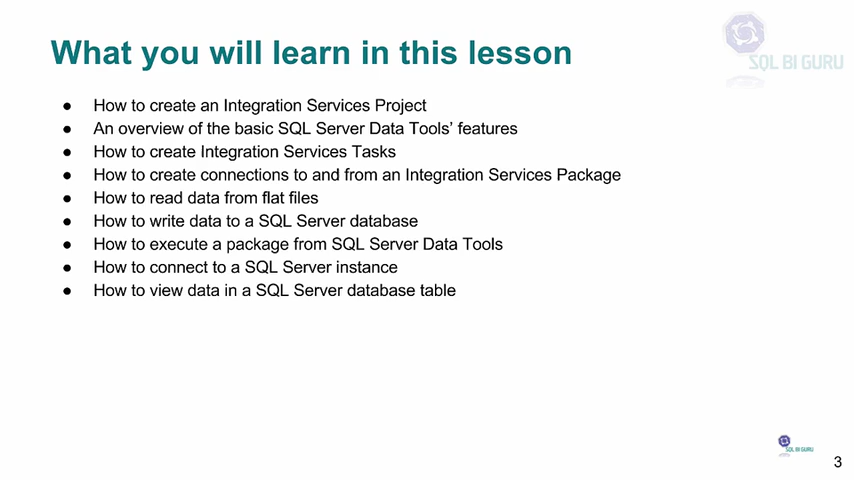 What you will learn in this lesson
SQL BI GURU
● How to create an Integration Services Project
● An overview of the basic SQL Server Data Tools’ features
● How to create Integration Services Tasks
● How to create connections to and from an Integration Services Package
● How to read data from flat files
● How to write data to a SQL Server database
● How to execute a package from SQL Server Data Tools
● How to connect to a SQL Server instance
● How to view data in a SQL Server database table
SQL BI GURU
3